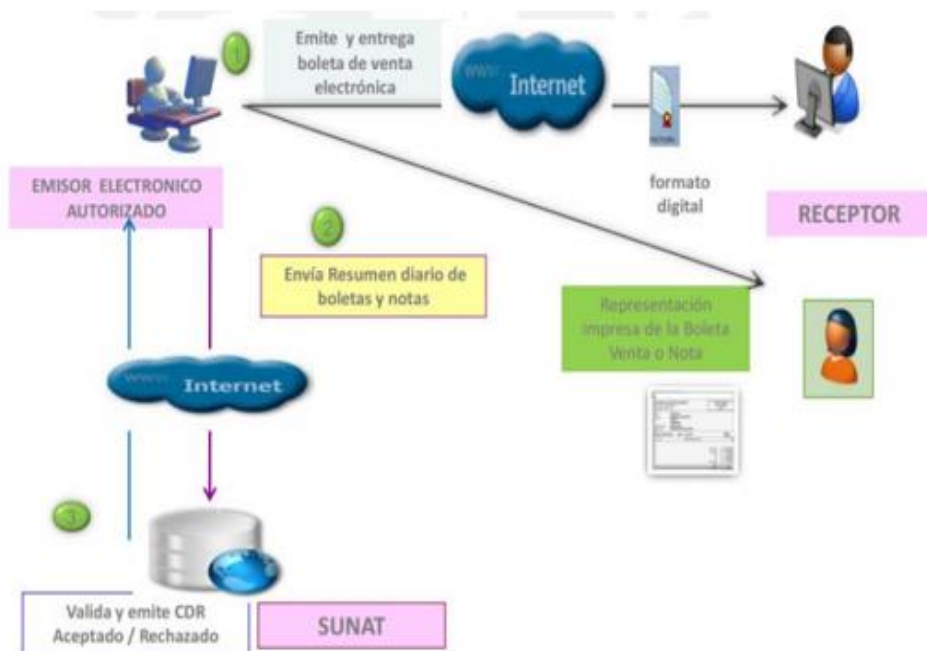 1
Emite y entrega
boleta de venta
electrónica
www
Internet
formato
digital
EMISOR ELECTRONICO
AUTORIZADO
RECEPTOR
2
Envía Resumen diario de
boletas y notas
Representación
impresa de la Boleta
Venta o Nota
www
Internet
3
Valida y emite CDR
Aceptado / Rechazado
SUNAT